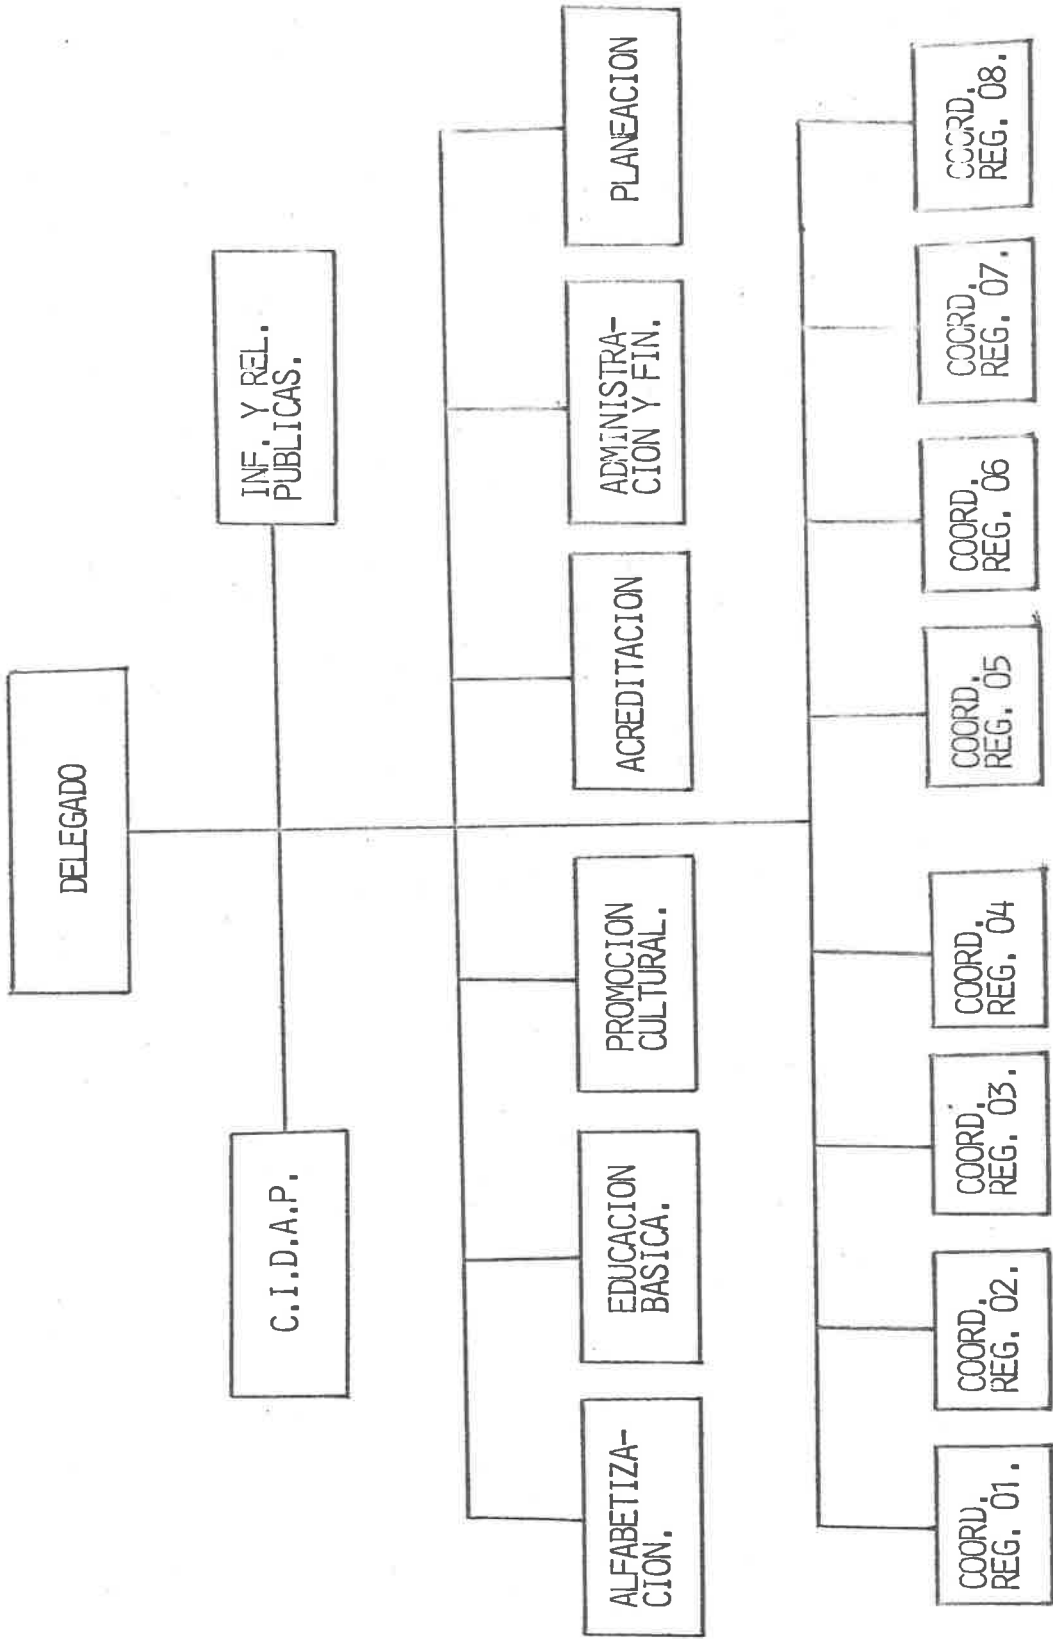 DELEGADO
C.I.D.A.P.
INF. Y REL.
PUBLICAS.
ALFABETIZA-
CION.
EDUCACION
BASICA.
PROMOCION
CULTURAL.
ACREDITACION
ADMINISTRA-
CION Y FIN.
PLANEACION
COORD.
REG. 01.
COORD.
REG. 02.
COORD.
REG. 03.
COORD.
REG. 04
COORD.
REG. 05
COORD.
REG. 06
COORD.
REG. 07.
COORD.
REG. 08.